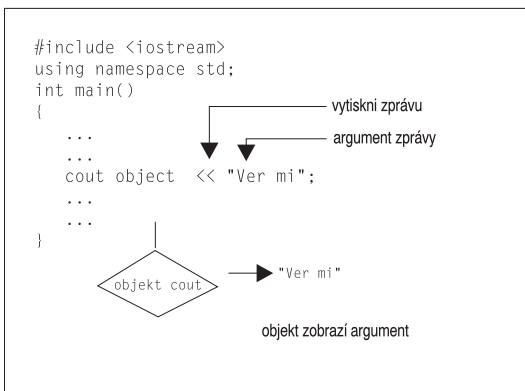 #include <iostream>
using namespace std;
int main()
{
vytiskni zprávu
...
argument zprávy
...
cout object << "Ver mi";
...
...
}
objekt cout
"Ver mi"
objekt zobrazí argument